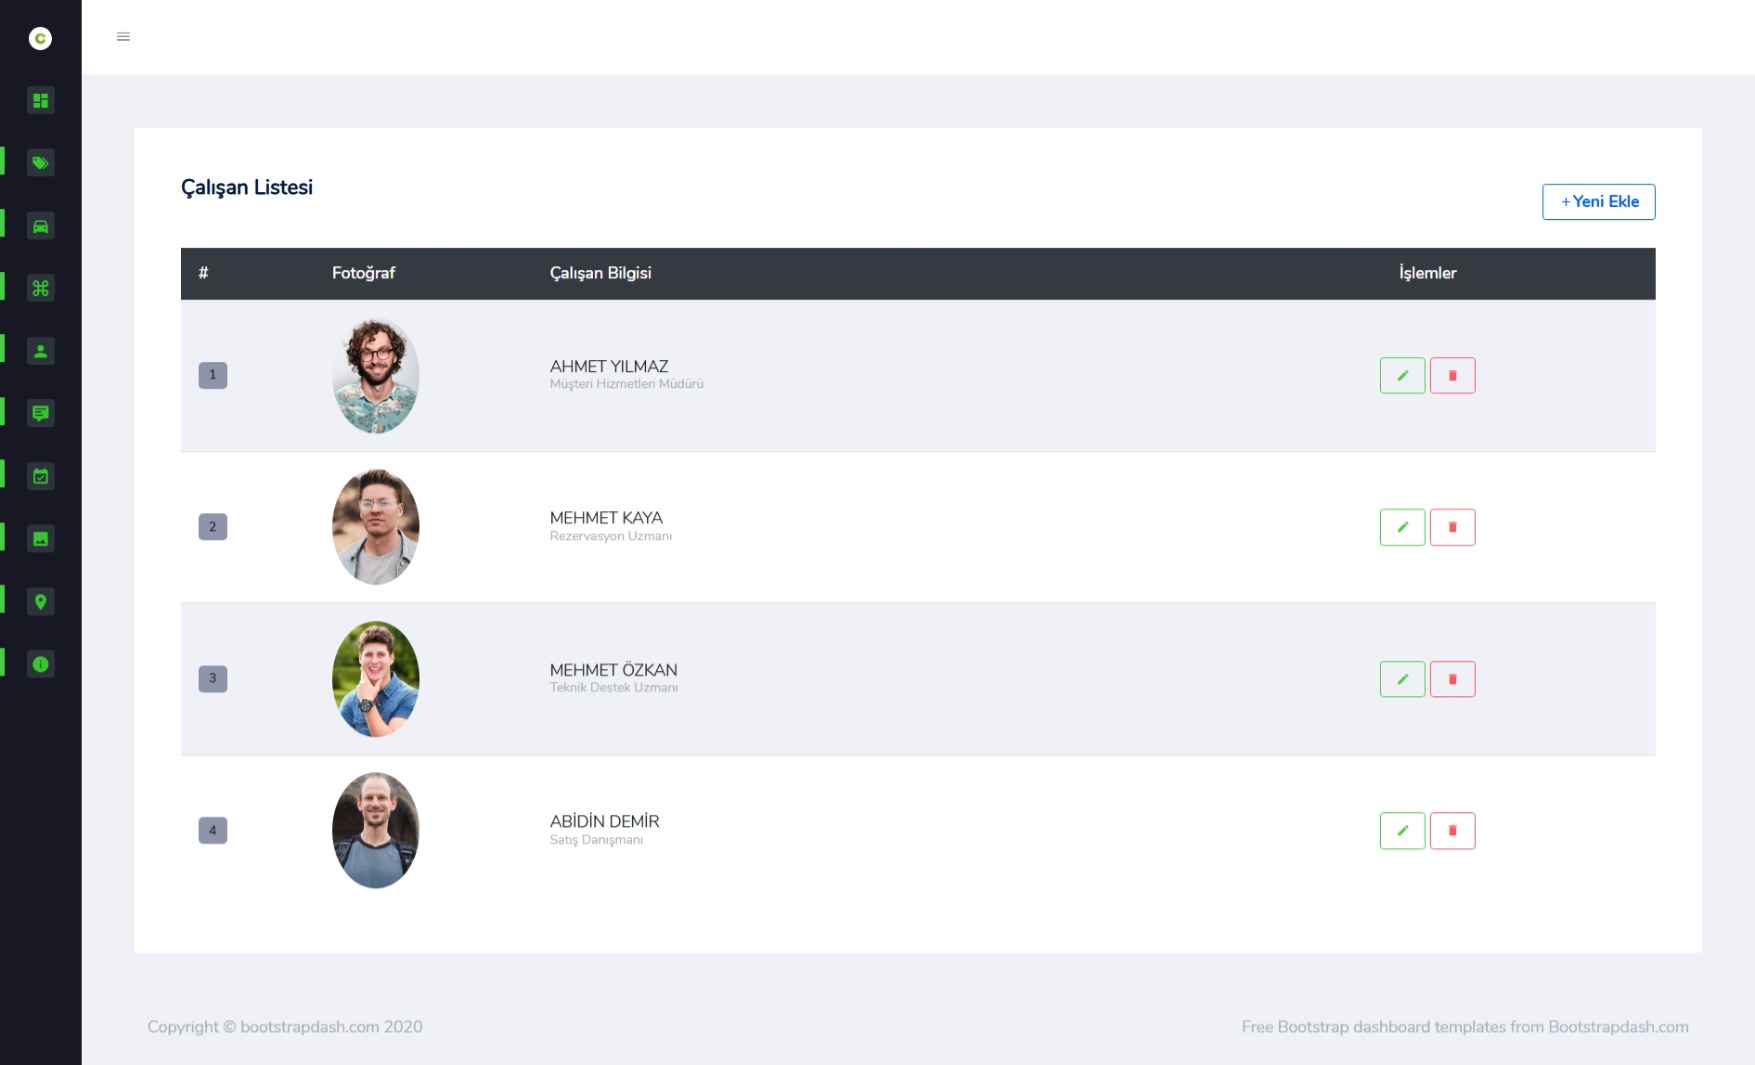 C
Çalışan Listesi
+Yeni Ekle
# Fotoğraf Çalışan Bilgisi İşlemler
1 AHMET YILMAZ
Müşteri Hizmetleri Müdürü
2 MEHMET KAYA
Rezervasyon Uzmanı
3 MEHMET ÖZKAN
Teknik Destek Uzmanı
4 ABİDİN DEMİR
Satış Danışmanı
Copyright © bootstrapdash.com 2020 Free Bootstrap dashboard templates from Bootstrapdash.com